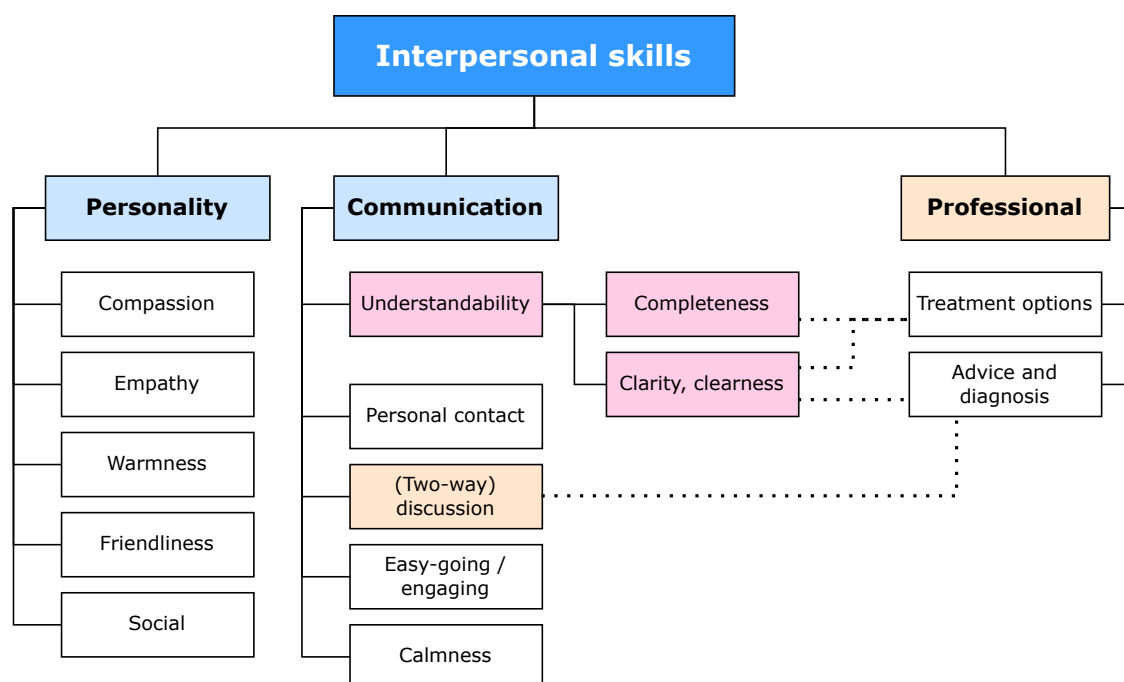 Interpersonal skills
Personality
Communication
Professional
Compassion
Empathy
Warmness
Friendliness
Social
Understandability
Personal contact
(Two-way)
discussion
Easy-going /
engaging
Calmness
Completeness
Clarity, clearness
Treatment options
Advice and
diagnosis